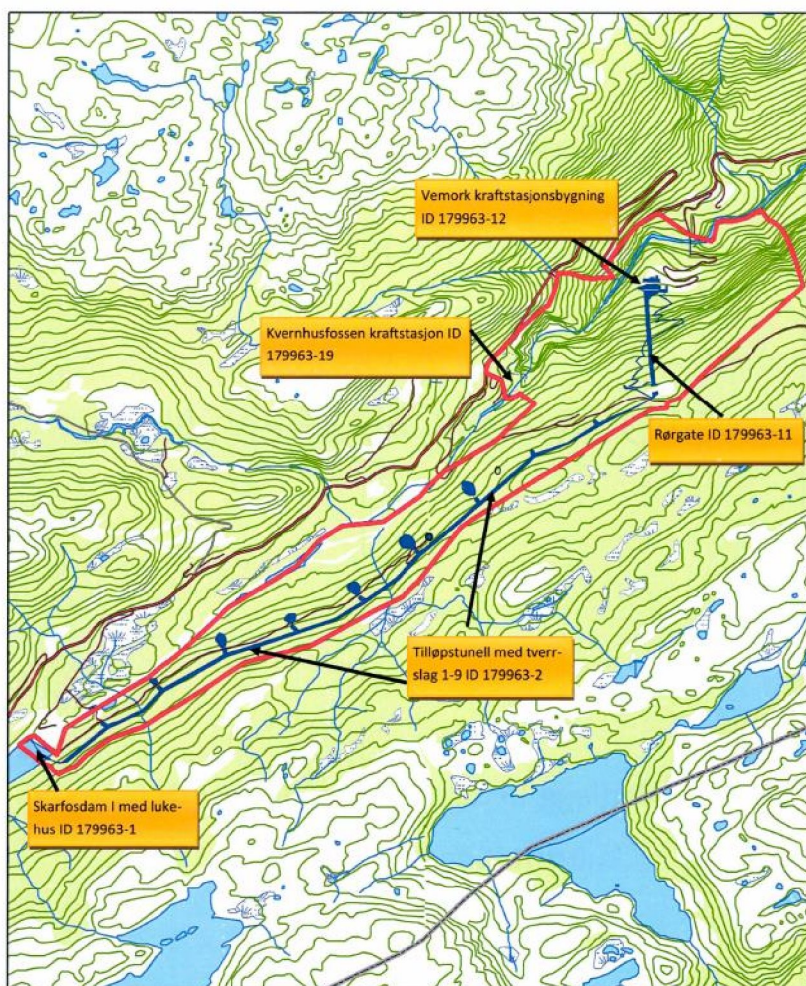 Vemork kraftstasjonsbygning
ID 179963-12
Kvernhusfossen kraftstasjon ID
179963-19
Rørgate ID 179963-11
Tilløpstunell med tverr-
slag 1-9 ID 179963-2
Skarfosdam I med luke-
hus ID 179963-1